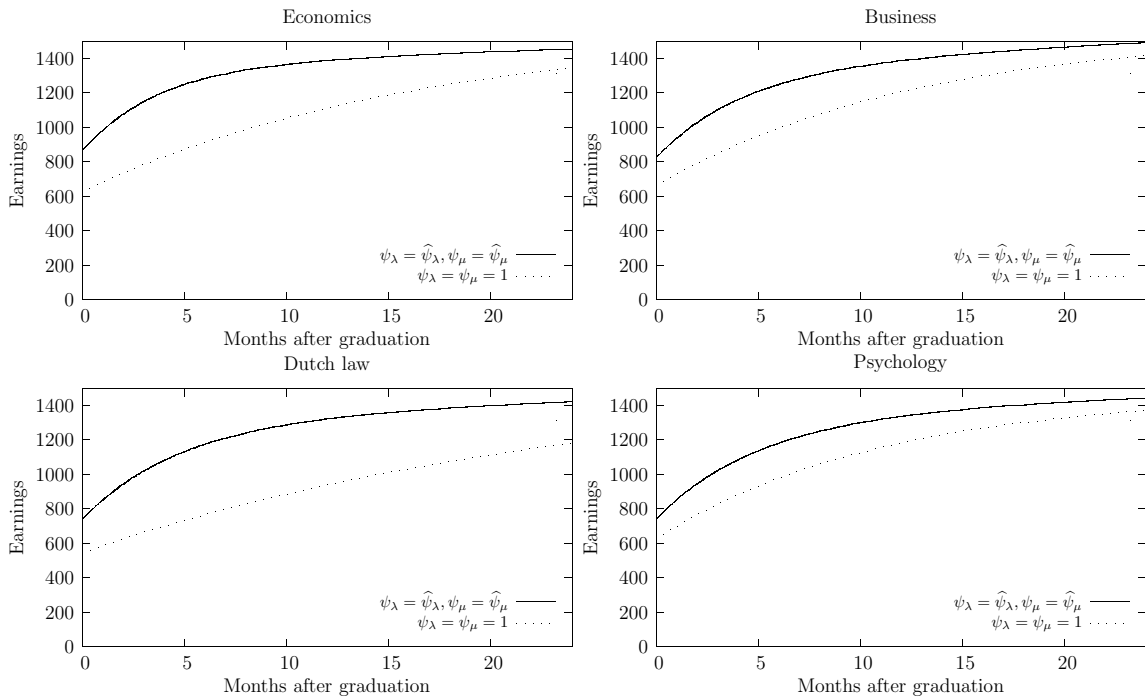 Economics
1400
1200
1000
800
600
400
200
0
Earnings
ψλ = ψ̂λ, ψμ = ψ̂μ
ψλ = ψμ = 1
0 5 10 15 20
Months after graduation
Business
1400
1200
1000
800
600
400
200
0
Earnings
ψλ = ψ̂λ, ψμ = ψ̂μ
ψλ = ψμ = 1
0 5 10 15 20
Months after graduation
Dutch law
1400
1200
1000
800
600
400
200
0
Earnings
ψλ = ψ̂λ, ψμ = ψ̂μ
ψλ = ψμ = 1
0 5 10 15 20
Months after graduation
Psychology
1400
1200
1000
800
600
400
200
0
Earnings
ψλ = ψ̂λ, ψμ = ψ̂μ
ψλ = ψμ = 1
0 5 10 15 20
Months after graduation